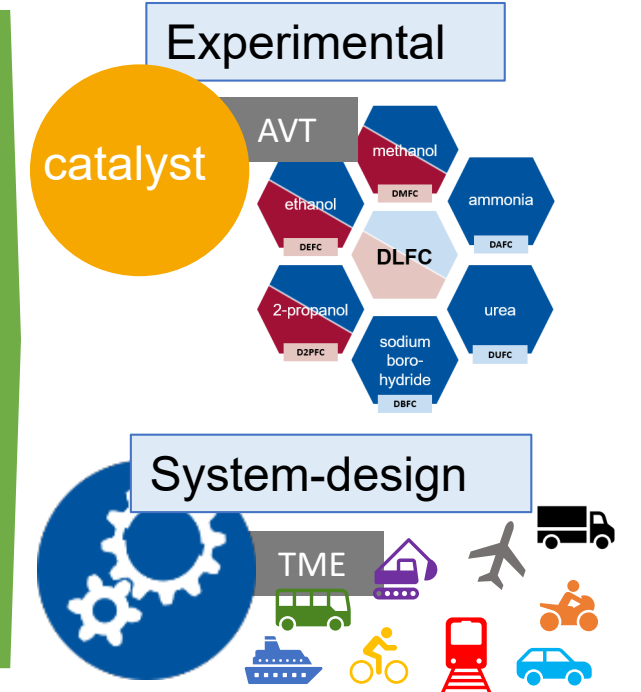 Experimental
catalyst
AVT
methanol
DMFC
ethanol
DEFC
ammonia
DAFC
DLFC
2-propanol
D2PFC
urea
DUFC
sodium
boro-
hydride
DBFC
System-design
TME